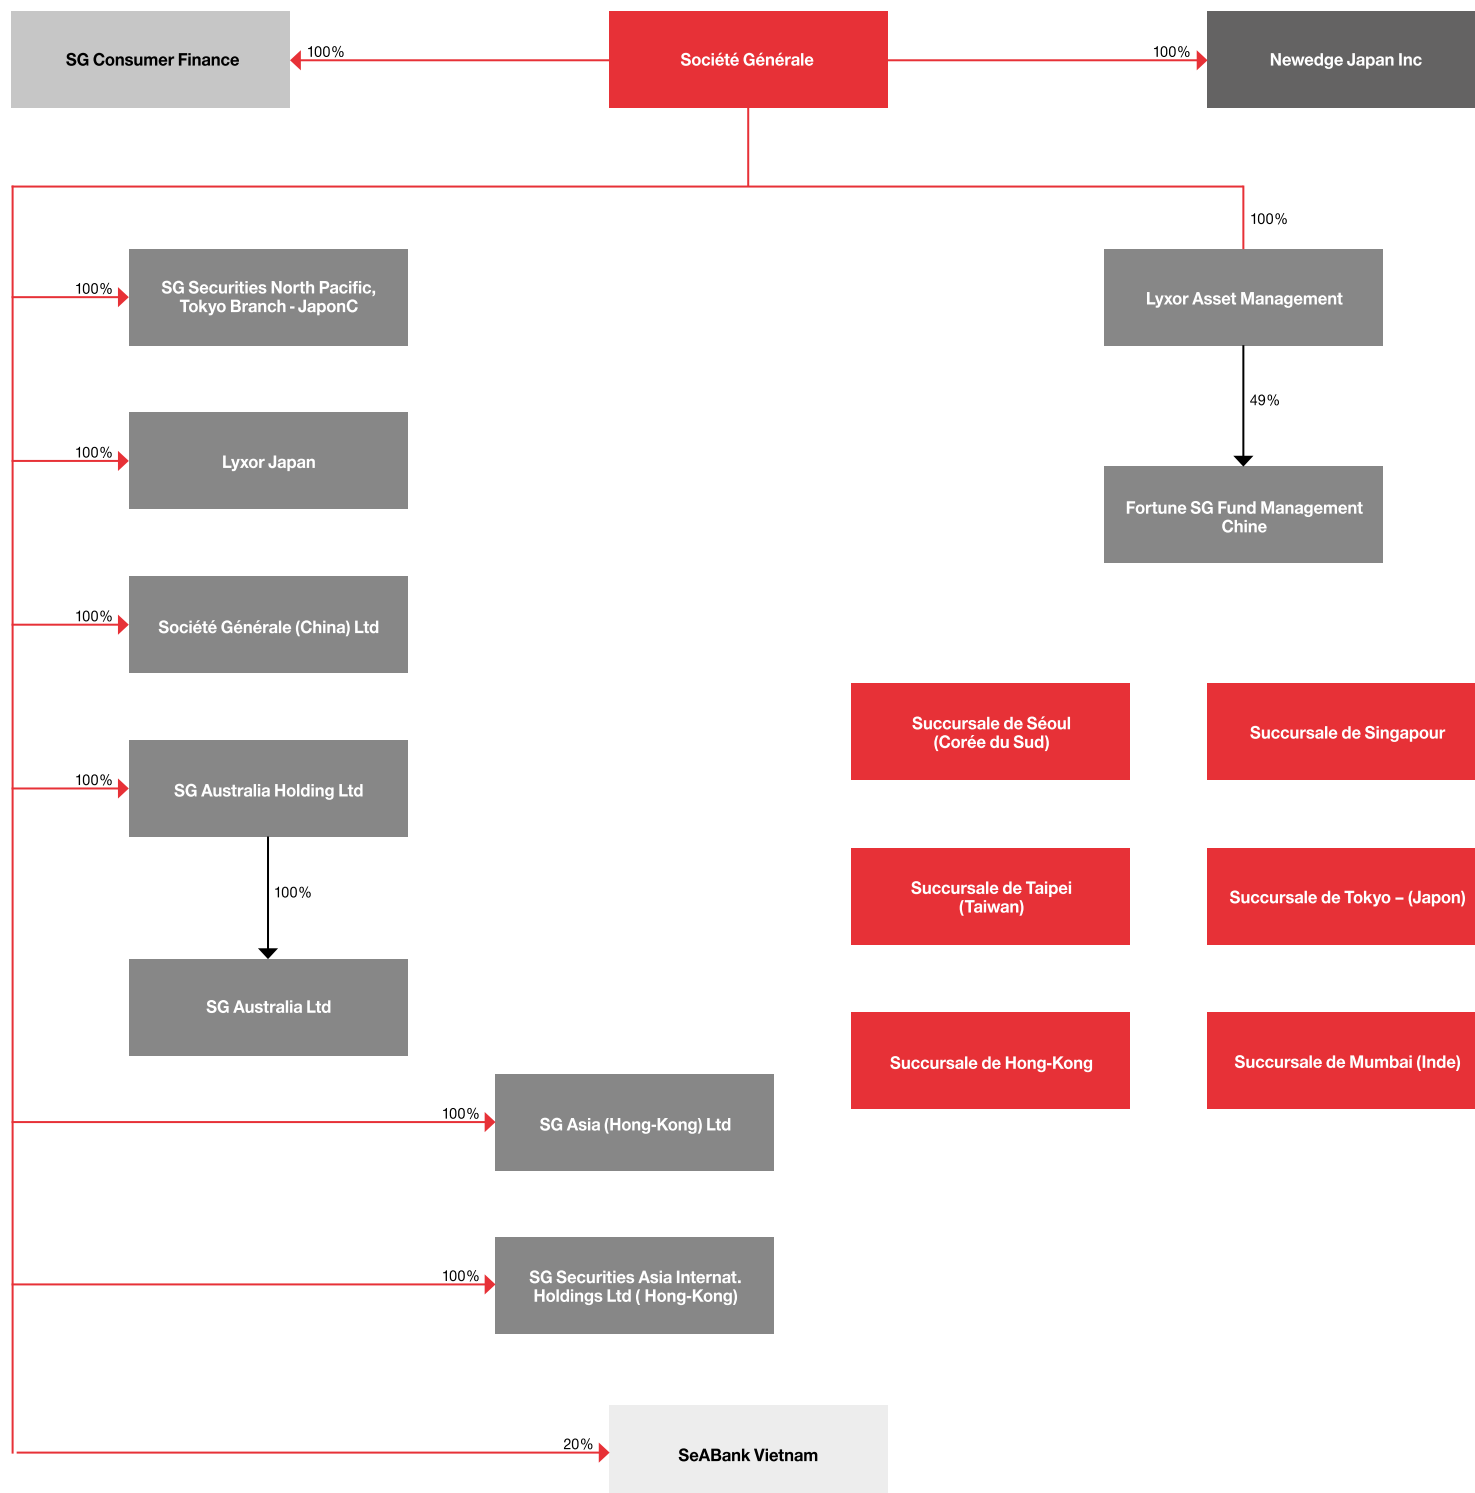 SG Consumer Finance
100%
Société Générale
100%
Newedge Japan Inc
100%
100%
SG Securities North Pacific,
Tokyo Branch - JaponC
Lyxor Asset Management
49%
100%
Lyxor Japan
Fortune SG Fund Management
Chine
100%
Société Générale (China) Ltd
Succursale de Séoul
(Corée du Sud)
Succursale de Singapour
100%
SG Australia Holding Ltd
100%
Succursale de Taipei
(Taiwan)
Succursale de Tokyo – (Japon)
SG Australia Ltd
Succursale de Hong-Kong
Succursale de Mumbai (Inde)
100%
SG Asia (Hong-Kong) Ltd
100%
SG Securities Asia Internat.
Holdings Ltd ( Hong-Kong)
20%
SeABank Vietnam